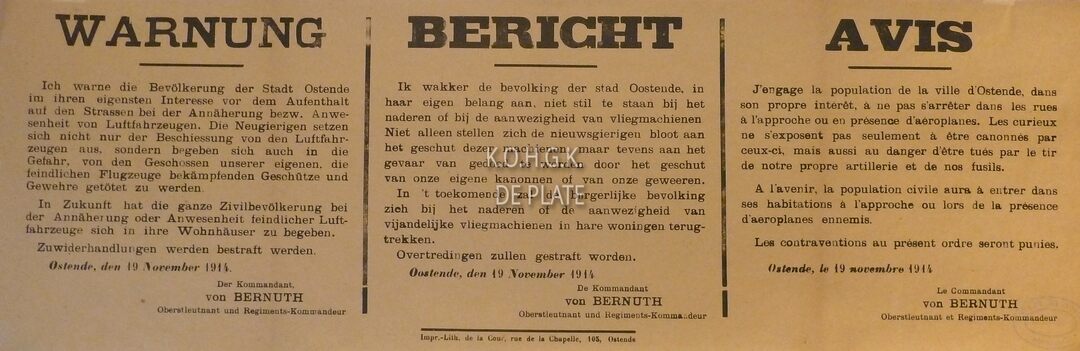 WARNUNG
Ich warne die Bevölkerung der Stadt Ostende
im ihren eigensten Interesse vor dem Aufenthalt
auf den Strassen bei der Annäherung bezw. Anwe-
senheit von Luftfahrzeugen. Die Neugierigen setzen
sich nicht nur der Beschiessung von den Luftfahr-
zeugen aus, sondern begeben sich auch in die
Gefahr, von den Geschossen unserer eigenen, die
feindlichen Flugzeuge bekämpfenden Geschütze und
Gewehre getötet zu werden.
In Zukunft hat die ganze Zivilbevölkerung bei
der Annäherung oder Anwesenheit feindlicher Luft-
fahrzeuge sich in ihre Wohnhäuser zu begeben.
Zuwiderhandlungen werden bestraft werden.
Ostende, den 19 November 1914.
Der Kommandant,
von BERNUTH
Oberstleutnant und Regiments-Kommandeur
BERICHT
Ik wakker de bevolking der stad Oostende, in
haar eigen belang aan, niet stil te staan bij het
naderen of bij de aanwezigheid van vliegmachienen
Niet alleen stellen zich de nieuwsgierigen bloot aan
het geschut dezer machienen, maar tevens aan het
gevaar van gedood te worden door het geschut
van onze eigene kanonnen of van onze geweeren.
In 't toekomende zal de burgerlijke bevolking
zieh bij het naderen of de aanwezigheid van
vijandelijke vliegmachienen in hare woningen terug-
trekken.
Overtredingen zullen gestraft worden.
Oostende, den 19 November 1914
De Kommandant,
von BERNUTH
Oberstleutnant und Regiments-Kommandeur
AVIS
J'engage la population de la ville d'Ostende, dans
son propre intérêt, à ne pas s'arrêter dans les rues
à l'approche ou en présence d'aéroplanes. Les curieux
ne s'exposent pas seulement à être canonnés par
ceux-ci, mais aussi au danger d'être tués par le tir
de notre propre artillerie et de nos fusils.
A l'avenir, la population civile aura à entrer dans
ses habitations à l'approche ou lors de la présence
d'aeroplanes ennemis.
Les contraventions au présent ordre seront punies.
Ostende, le 19 novembre 1914
Le Commandant
von BERNUTH
Oberstleutnant et Regiments-Kommandeur
Impr.-Lith. de la Cour, rue de la Chapelle, 105, Ostende
K.O.H.G.K.
DE PLATE